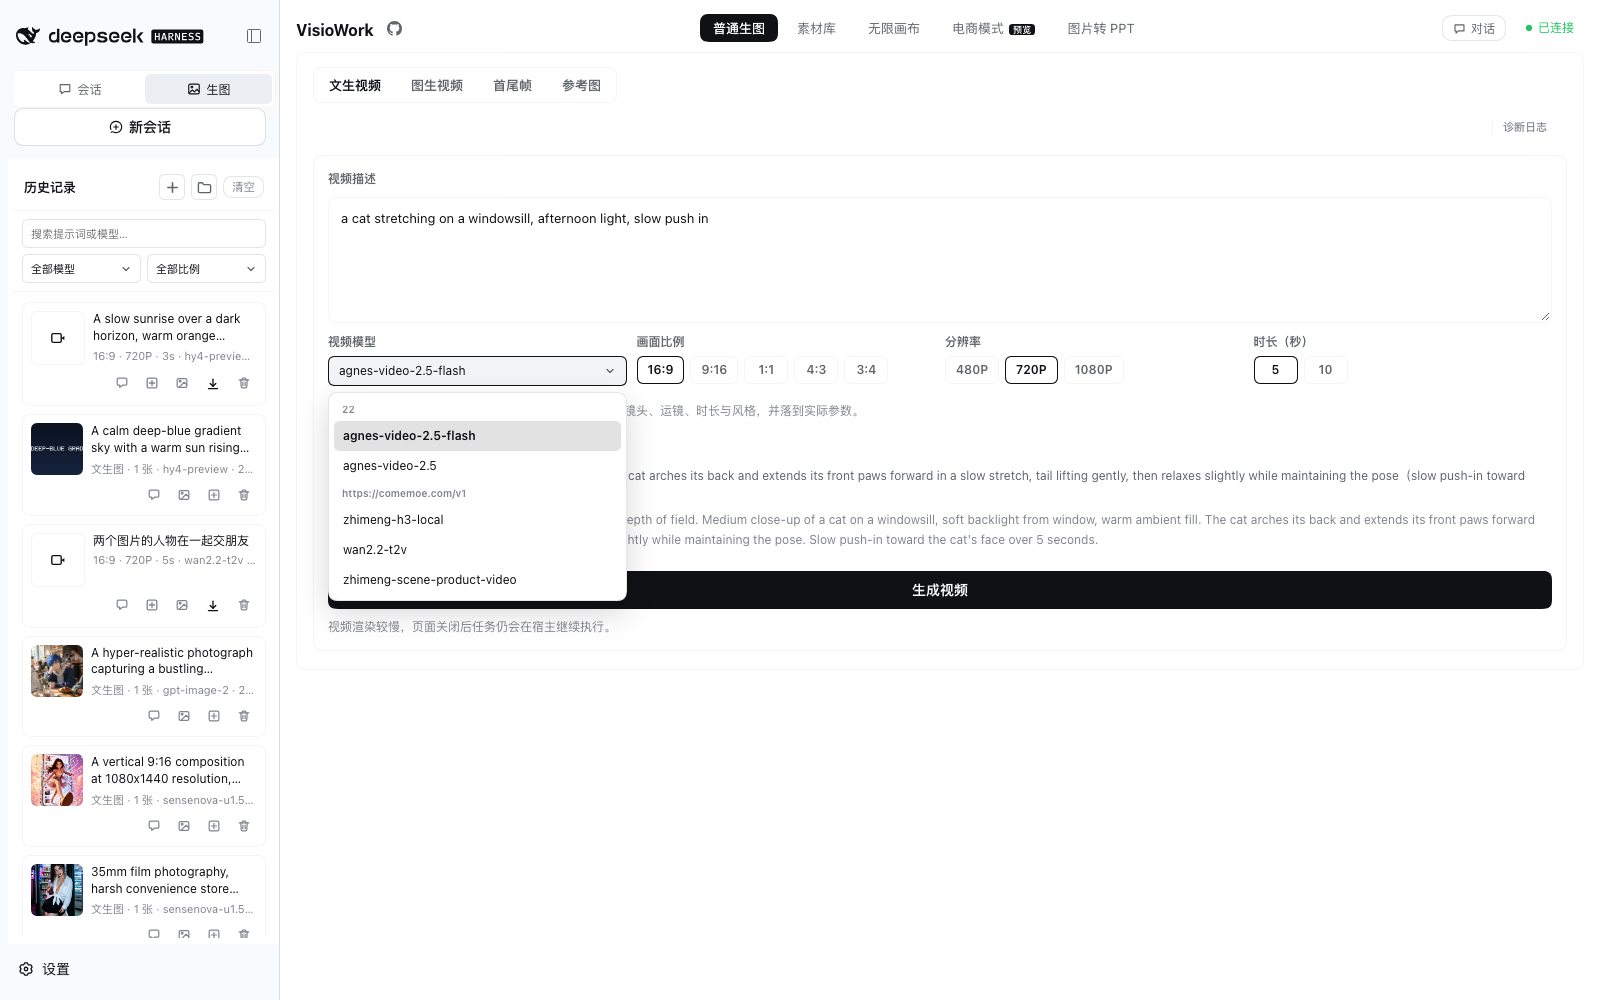 deepseek HARNESS
会话
生图
新会话
历史记录
清空
搜索提示词或模型...
全部模型
全部比例
A slow sunrise over a dark
horizon, warm orange...
16:9 · 720P · 3s · hy4-previe...
A calm deep-blue gradient
sky with a warm sun rising...
文生图 · 1 张 · hy4-preview · 2...
DEEP-BLUE GRAD
两个图片的人物在一起交朋友
16:9 · 720P · 5s · wan2.2-t2v ...
A hyper-realistic photograph
capturing a bustling...
文生图 · 1 张 · gpt-image-2 · 2...
A vertical 9:16 composition
at 1080x1440 resolution,...
文生图 · 1 张 · sensenova-u1.5...
35mm film photography,
harsh convenience store...
文生图 · 1 张 · sensenova-u1.5...
设置
VisioWork
普通生图
素材库
无限画布
电商模式 预览
图片转 PPT
对话
已连接
文生视频
图生视频
首尾帧
参考图
诊断日志
视频描述
a cat stretching on a windowsill, afternoon light, slow push in
视频模型
画面比例
分辨率
时长（秒）
agnes-video-2.5-flash
16:9
9:16
1:1
4:3
3:4
480P
720P
1080P
5
10
22
agnes-video-2.5-flash
agnes-video-2.5
https://comemoe.com/v1
zhimeng-h3-local
wan2.2-t2v
zhimeng-scene-product-video
镜头、运镜、时长与风格，并落到实际参数。
cat arches its back and extends its front paws forward in a slow stretch, tail lifting gently, then relaxes slightly while maintaining the pose（slow push-in toward
epth of field. Medium close-up of a cat on a windowsill, soft backlight from window, warm ambient fill. The cat arches its back and extends its front paws forward
htly while maintaining the pose. Slow push-in toward the cat's face over 5 seconds.
生成视频
视频渲染较慢，页面关闭后任务仍会在宿主继续执行。